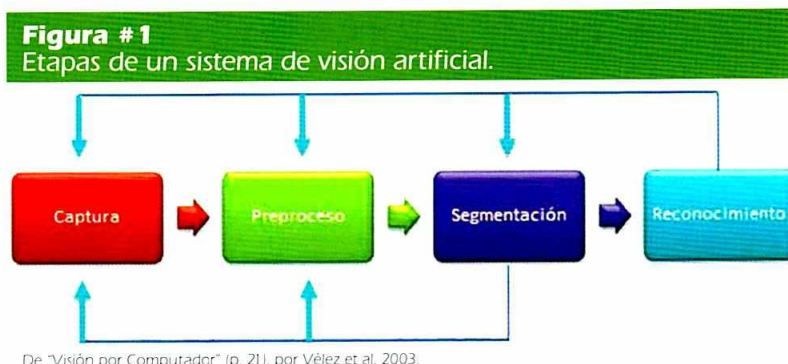 Figura #1
Etapas de un sistema de visión artificial.
Captura
Preproceso
Segmentación
Reconocimiento
De "Visión por Computador" (p. 21), por Vélez et al. 2003.